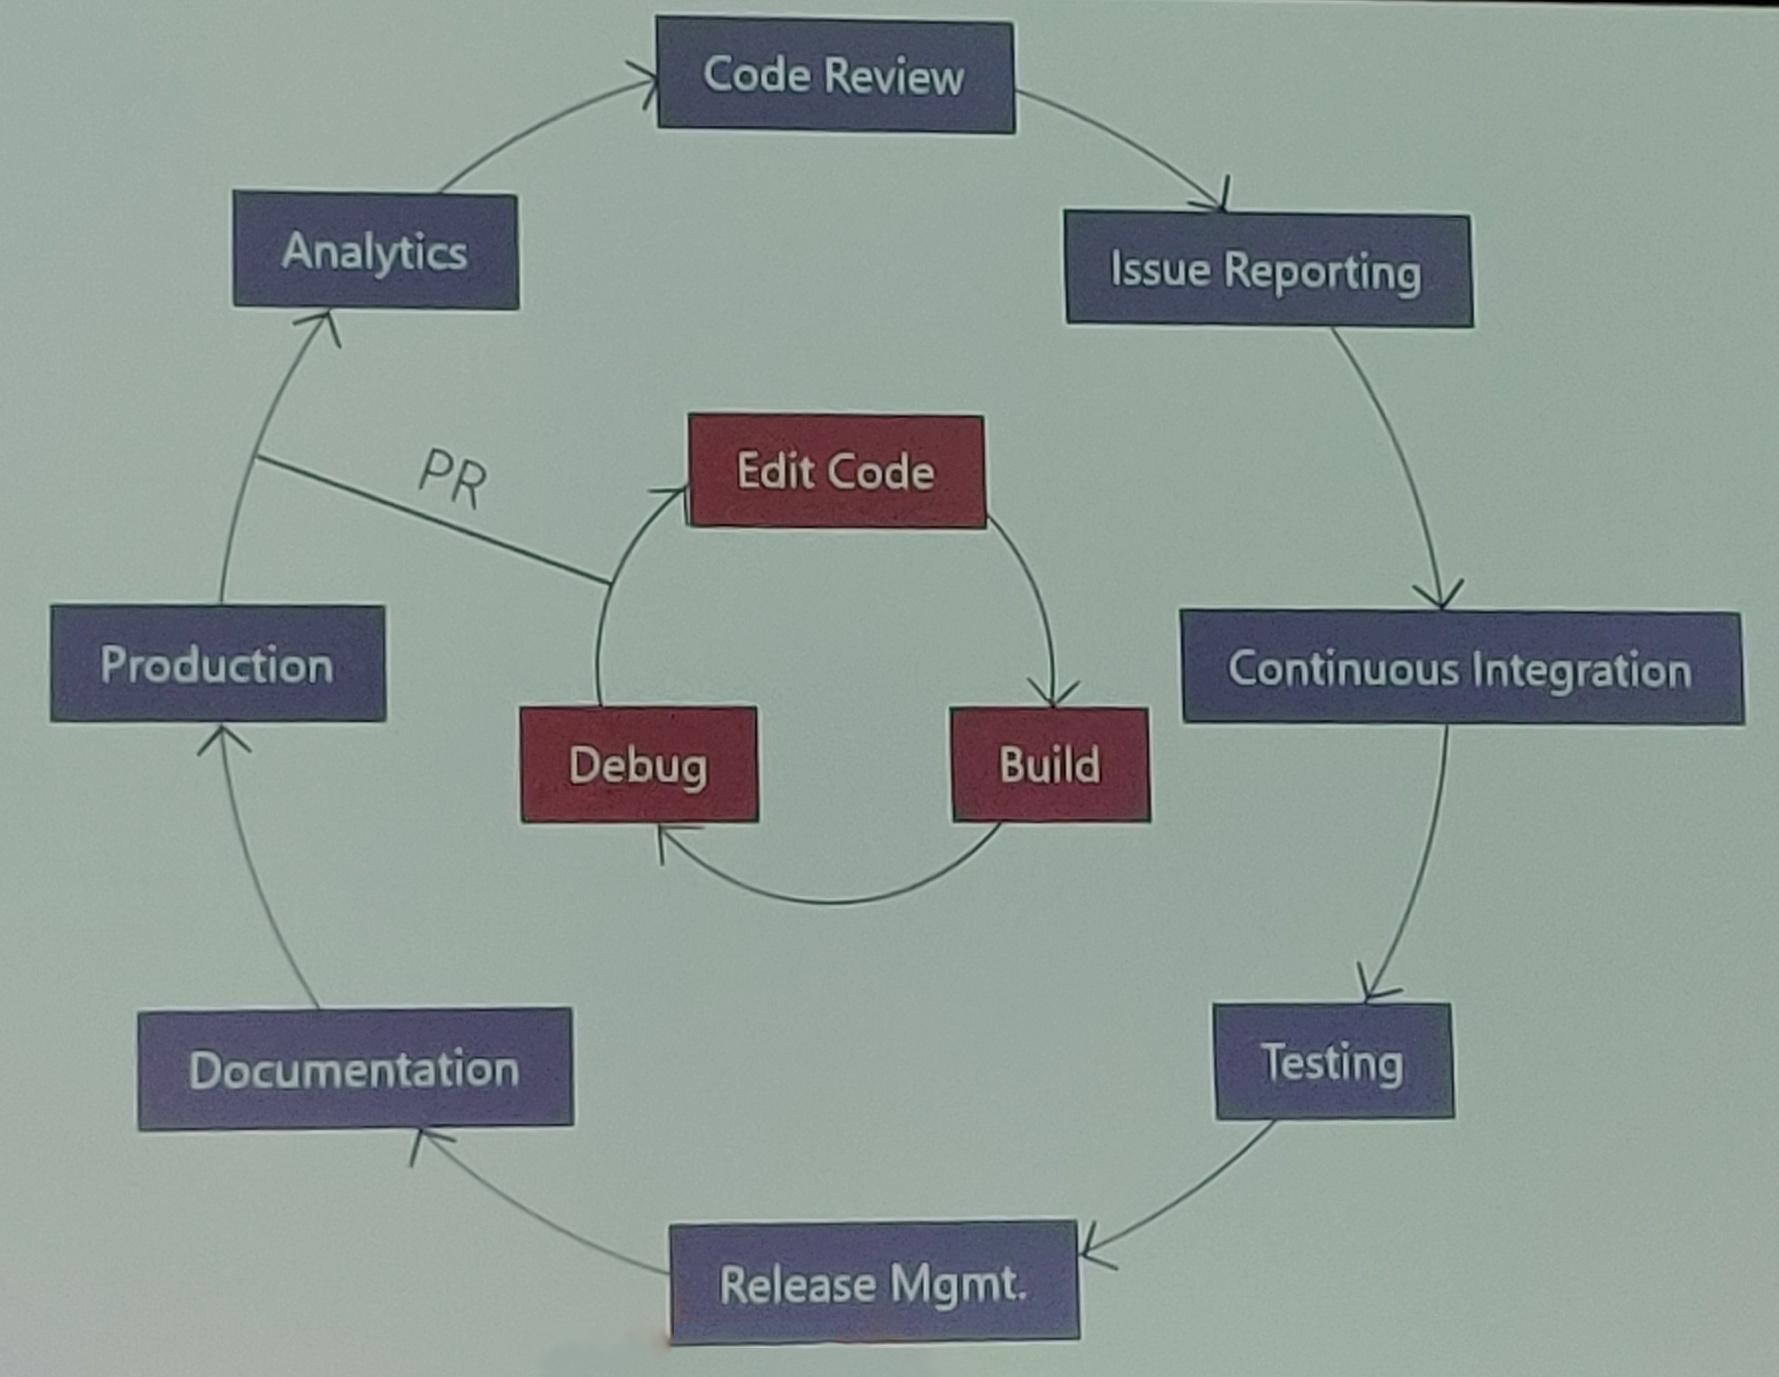 Code Review
Analytics
Issue Reporting
PR
Edit Code
Production
Continuous Integration
Debug
Build
Documentation
Testing
Release Mgmt.